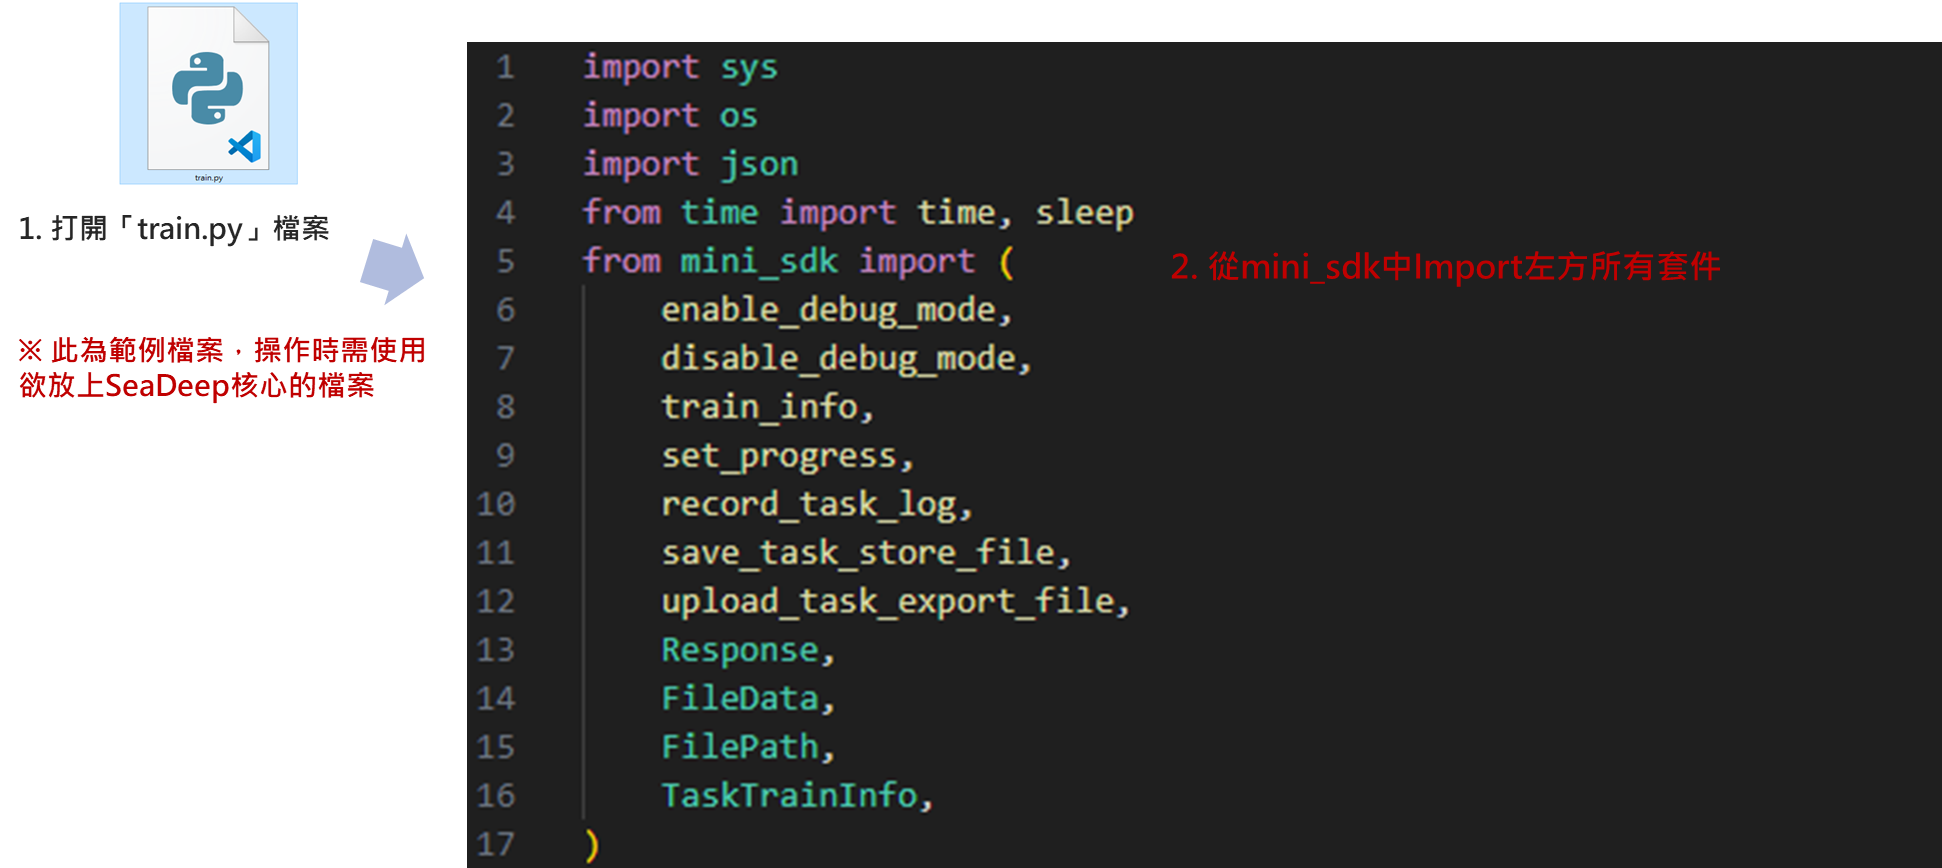 train.py
1. 打開「train.py」檔案
※ 此為範例檔案，操作時需使用
欲放上SeaDeep核心的檔案
1 import sys
2 import os
3 import json
4 from time import time, sleep
5 from mini_sdk import (
2. 從mini_sdk中Import左方所有套件
6 enable_debug_mode,
7 disable_debug_mode,
8 train_info,
9 set_progress,
10 record_task_log,
11 save_task_store_file,
12 upload_task_export_file,
13 Response,
14 FileData,
15 FilePath,
16 TaskTrainInfo,
17 )